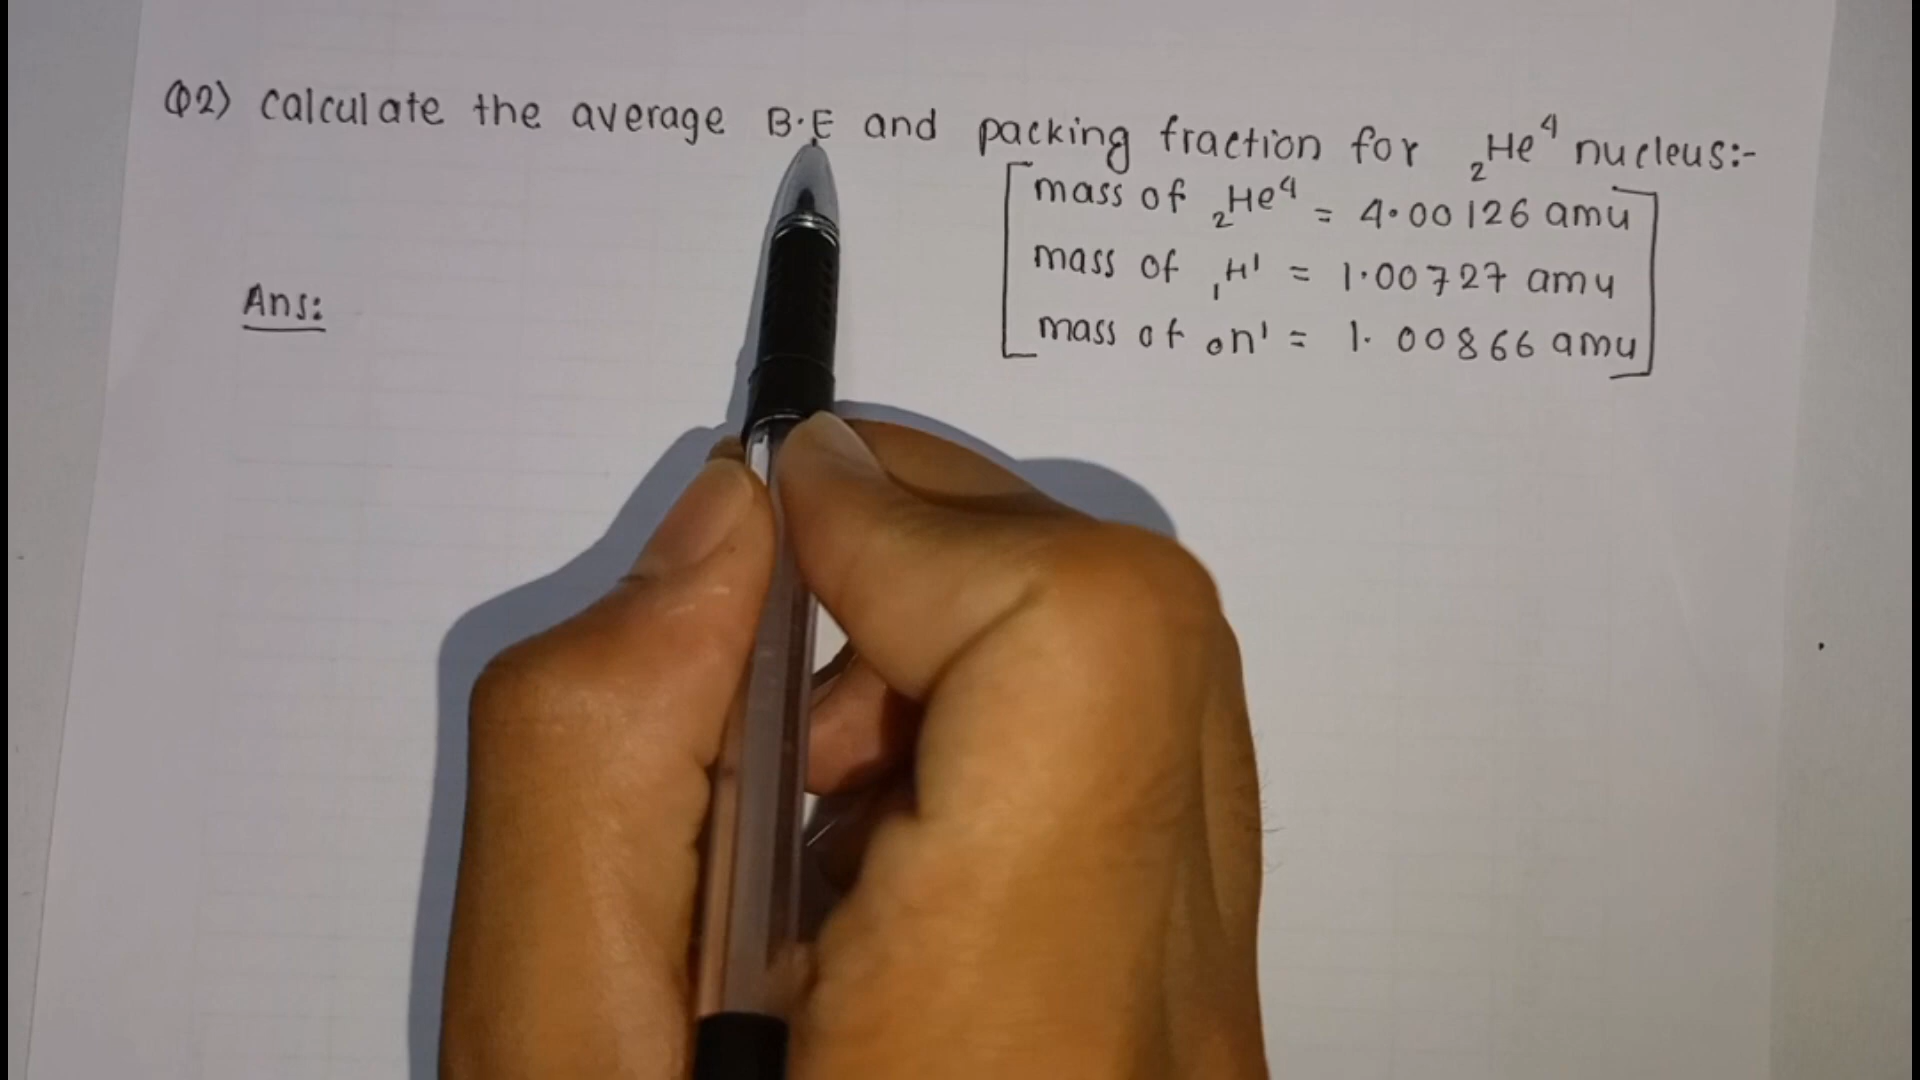 Q2) Calculate the average B.E and packing fraction for ₂He⁴ nucleus:-
[mass of ₂He⁴ = 4.00126 amu
mass of ₁H¹ = 1.00727 amu
mass of ₀n¹ = 1.00866 amu]
Ans: